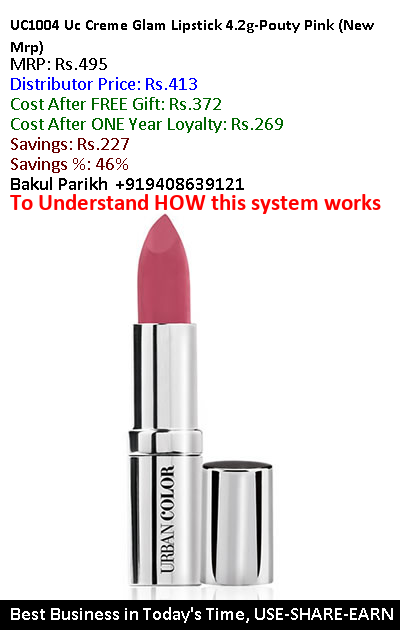 UC1004 Uc Creme Glam Lipstick 4.2g-Pouty Pink (New
Mrp)
MRP: Rs.495
Distributor Price: Rs.413
Cost After FREE Gift: Rs.372
Cost After ONE Year Loyalty: Rs.269
Savings: Rs.227
Savings %: 46%
Bakul Parikh +919408639121
To Understand HOW this system works
URBAN COLOR
Best Business in Today's Time, USE-SHARE-EARN